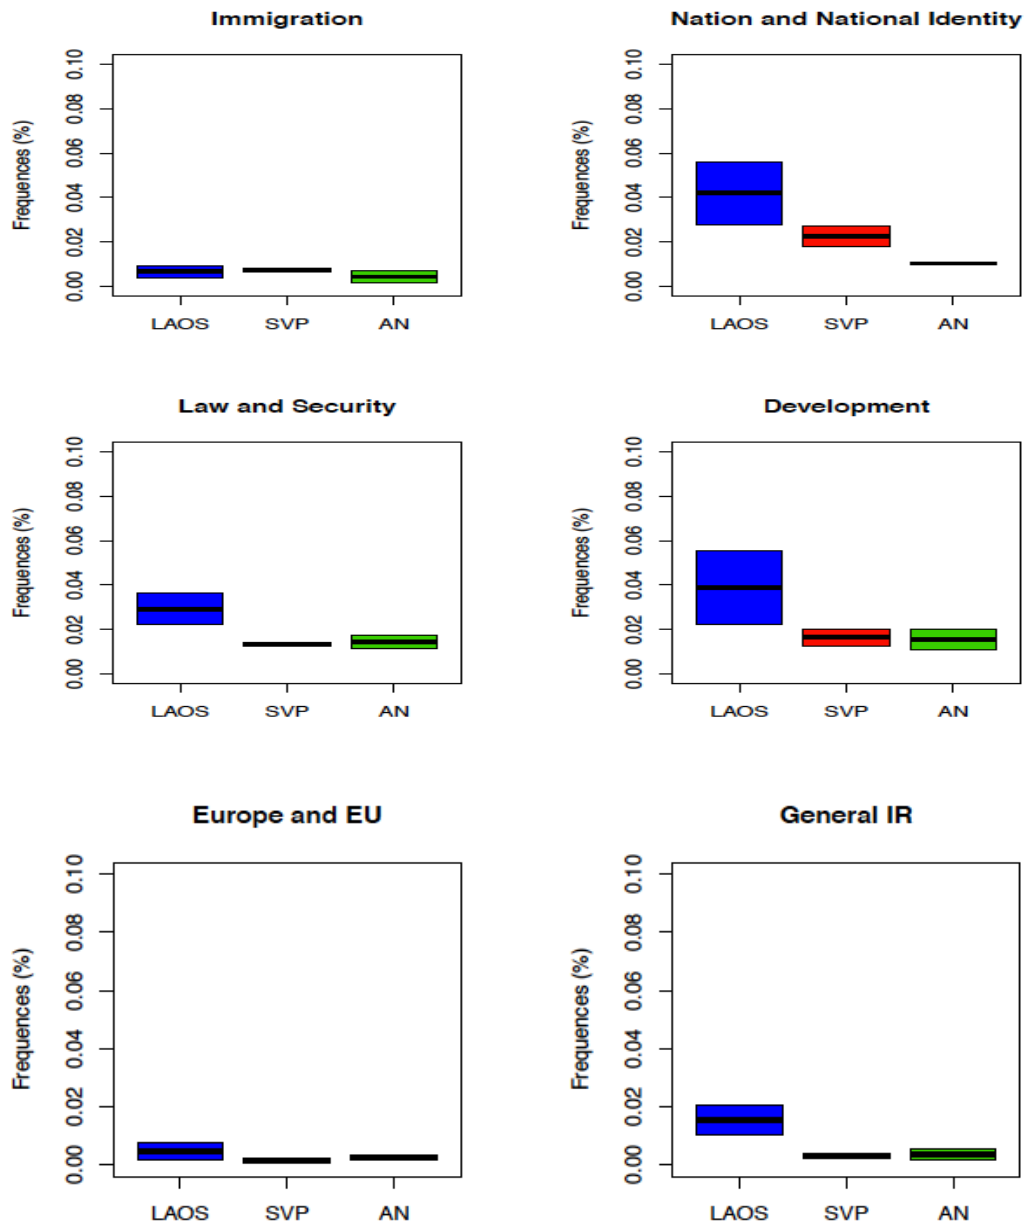 Immigration
Frequences (%)
0.10
0.08
0.06
0.04
0.02
0.00
LAOS SVP AN
Nation and National Identity
Frequences (%)
0.10
0.08
0.06
0.04
0.02
0.00
LAOS SVP AN
Law and Security
Frequences (%)
0.10
0.08
0.06
0.04
0.02
0.00
LAOS SVP AN
Development
Frequences (%)
0.10
0.08
0.06
0.04
0.02
0.00
LAOS SVP AN
Europe and EU
Frequences (%)
0.10
0.08
0.06
0.04
0.02
0.00
LAOS SVP AN
General IR
Frequences (%)
0.10
0.08
0.06
0.04
0.02
0.00
LAOS SVP AN